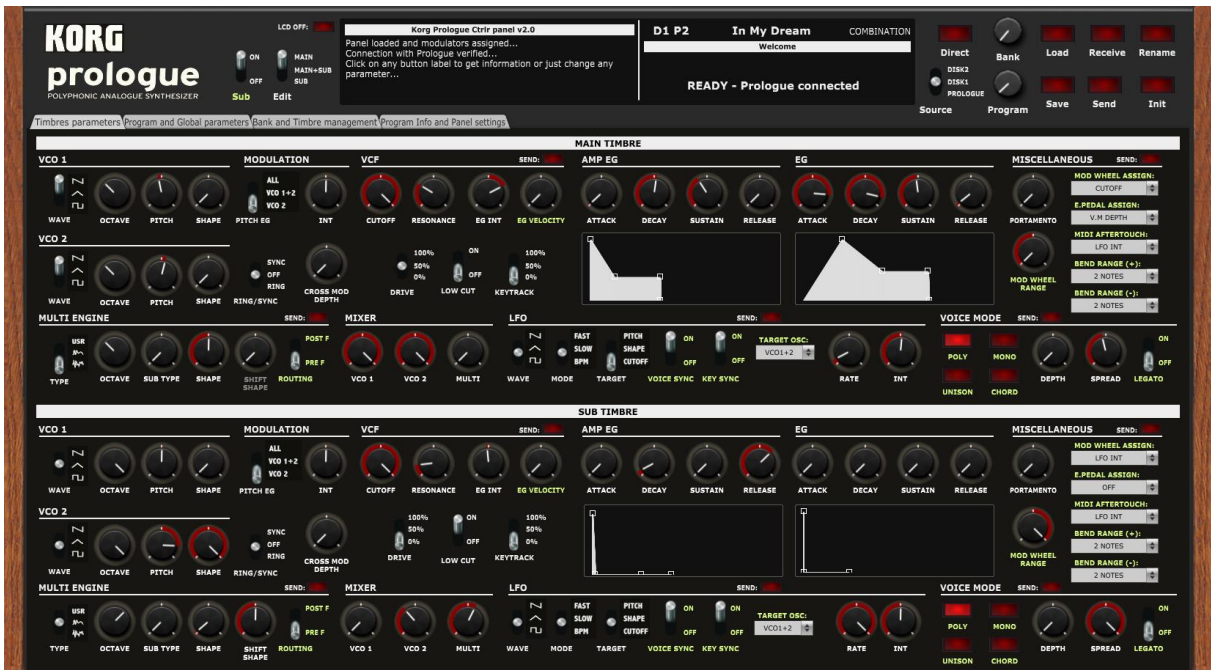 KORG
prologue
POLYPHONIC ANALOGUE SYNTHESIZER
LCD OFF:
ON
OFF
Sub
MAIN
MAIN+SUB
SUB
Edit
Korg Prologue Ctrlr panel v2.0
Panel loaded and modulators assigned...
Connection with Prologue verified...
Click on any button label to get information or just change any
parameter...
D1 P2 In My Dream COMBINATION
Welcome
READY - Prologue connected
Direct
DISK2
DISK1
PROLOGUE
Source
Bank
Program
Load Receive Rename
Save Send Init
Timbres parameters Program and Global parameters Bank and Timbre management Program Info and Panel settings
MAIN TIMBRE
VCO 1
WAVE OCTAVE PITCH SHAPE
MODULATION
ALL
VCO 1+2
VCO 2
PITCH EG INT
VCF SEND:
CUTOFF RESONANCE EG INT EG VELOCITY
AMP EG
ATTACK DECAY SUSTAIN RELEASE
EG
ATTACK DECAY SUSTAIN RELEASE
MISCELLANEOUS SEND:
PORTAMENTO
MOD WHEEL ASSIGN:
CUTOFF
E.PEDAL ASSIGN:
V.M DEPTH
MIDI AFTERTOUCH:
LFO INT
BEND RANGE (+):
2 NOTES
BEND RANGE (-):
2 NOTES
MOD WHEEL
RANGE
VCO 2
WAVE OCTAVE PITCH SHAPE
SYNC
OFF
RING
RING/SYNC
CROSS MOD
DEPTH
100%
50%
0%
DRIVE
ON
OFF
LOW CUT
100%
50%
0%
KEYTRACK
MULTI ENGINE SEND:
USR
TYPE OCTAVE SUB TYPE SHAPE
SHIFT
SHAPE
POST F
PRE F
ROUTING
MIXER
VCO 1 VCO 2 MULTI
LFO SEND:
WAVE
FAST
SLOW
BPM
MODE
PITCH
SHAPE
CUTOFF
TARGET
ON
OFF
VOICE SYNC
ON
OFF
KEY SYNC
TARGET OSC:
VCO1+2
RATE INT
VOICE MODE SEND:
POLY MONO
UNISON CHORD
DEPTH SPREAD
ON
OFF
LEGATO
SUB TIMBRE
VCO 1
WAVE OCTAVE PITCH SHAPE
MODULATION
ALL
VCO 1+2
VCO 2
PITCH EG INT
VCF SEND:
CUTOFF RESONANCE EG INT EG VELOCITY
AMP EG
ATTACK DECAY SUSTAIN RELEASE
EG
ATTACK DECAY SUSTAIN RELEASE
MISCELLANEOUS SEND:
PORTAMENTO
MOD WHEEL ASSIGN:
LFO INT
E.PEDAL ASSIGN:
OFF
MIDI AFTERTOUCH:
LFO INT
BEND RANGE (+):
2 NOTES
BEND RANGE (-):
2 NOTES
MOD WHEEL
RANGE
VCO 2
WAVE OCTAVE PITCH SHAPE
SYNC
OFF
RING
RING/SYNC
CROSS MOD
DEPTH
100%
50%
0%
DRIVE
ON
OFF
LOW CUT
100%
50%
0%
KEYTRACK
MULTI ENGINE SEND:
USR
TYPE OCTAVE SUB TYPE SHAPE
SHIFT
SHAPE
POST F
PRE F
ROUTING
MIXER
VCO 1 VCO 2 MULTI
LFO SEND:
WAVE
FAST
SLOW
BPM
MODE
PITCH
SHAPE
CUTOFF
TARGET
ON
OFF
VOICE SYNC
ON
OFF
KEY SYNC
TARGET OSC:
VCO1+2
RATE INT
VOICE MODE SEND:
POLY MONO
UNISON CHORD
DEPTH SPREAD
ON
OFF
LEGATO